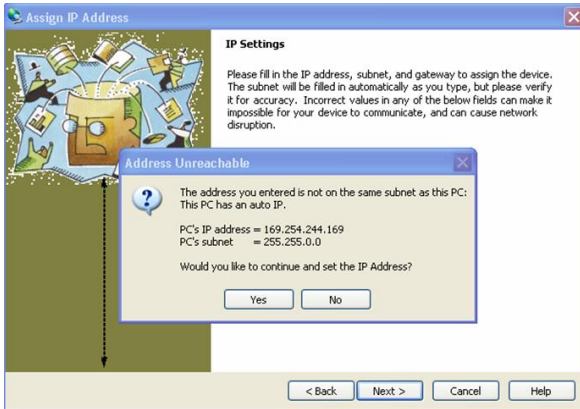 Assign IP Address
IP Settings
Please fill in the IP address, subnet, and gateway to assign the device.
The subnet will be filled in automatically as you type, but please verify
it for accuracy. Incorrect values in any of the below fields can make it
impossible for your device to communicate, and can cause network
disruption.
Address Unreachable
The address you entered is not on the same subnet as this PC:
This PC has an auto IP.
PC's IP address = 169.254.244.169
PC's subnet = 255.255.0.0
Would you like to continue and set the IP Address?
Yes No
< Back Next > Cancel Help